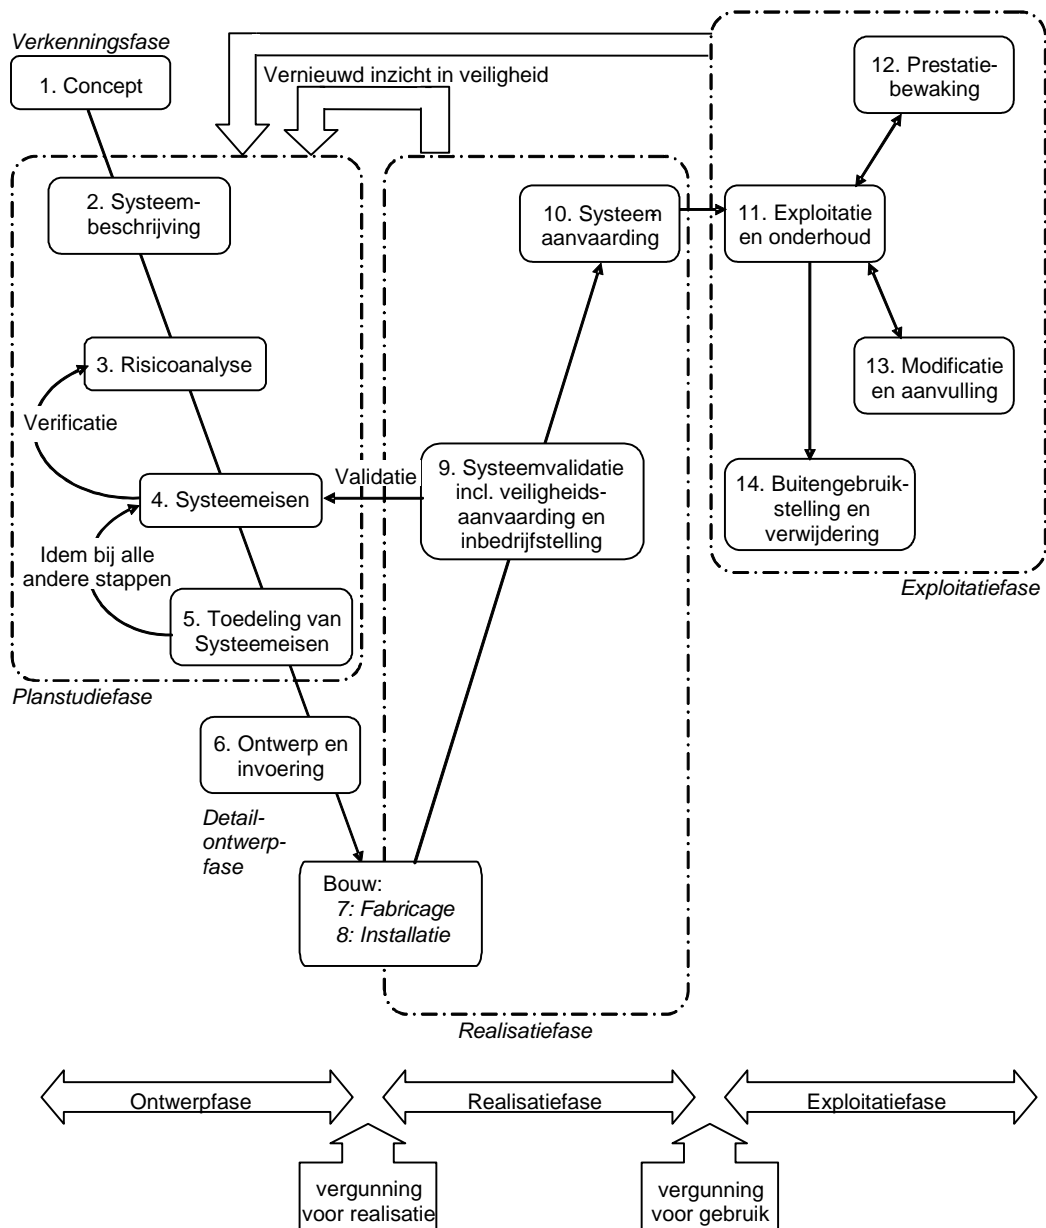 Verkenningsfase
1. Concept
Vernieuwd inzicht in veiligheid
12. Prestatie-
bewaking
2. Systeem-
beschrijving
10. Systeem-
aanvaarding
11. Exploitatie
en onderhoud
3. Risicoanalyse
13. Modificatie
en aanvulling
Verificatie
Validatie
9. Systeemvalidatie
incl. veiligheids-
aanvaarding en
inbedrijfstelling
14. Buitengebruik-
stelling en
verwijdering
4. Systeemeisen
Idem bij alle
andere stappen
Exploitatiefase
5. Toedeling van
Systeemeisen
Planstudiefase
6. Ontwerp en
invoering
Detail-
ontwerp-
fase
Bouw:
7: Fabricage
8: Installatie
Realisatiefase
Ontwerpfase
Realisatiefase
Exploitatiefase
vergunning
voor realisatie
vergunning
voor gebruik